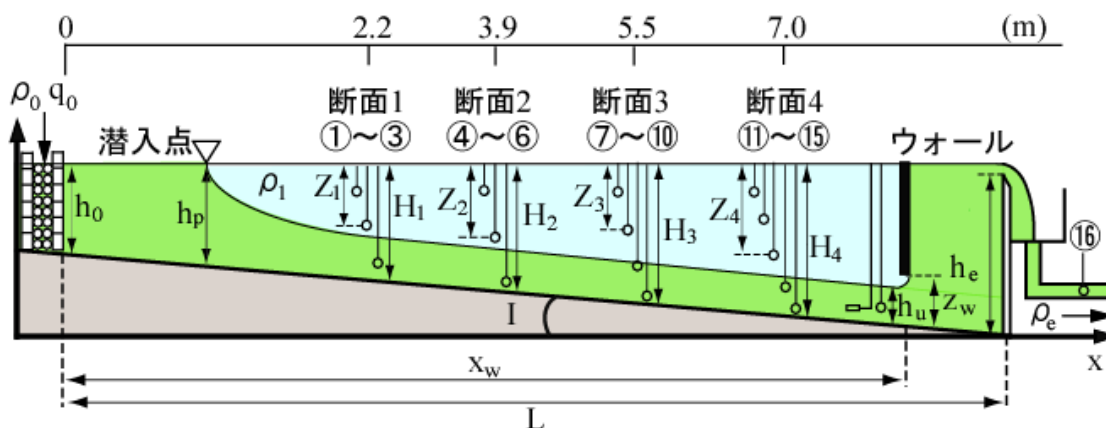 0 2.2 3.9 5.5 7.0 (m)
ρ0 q0 断面1 断面2 断面3 断面4
潜入点 ①～③ ④～⑥ ⑦～⑩ ⑪～⑮ ウォール
h0 hp ρ1 Z1 H1 Z2 H2 Z3 H3 Z4 H4 ⑯
he
I hu zw ρe
xw x
L